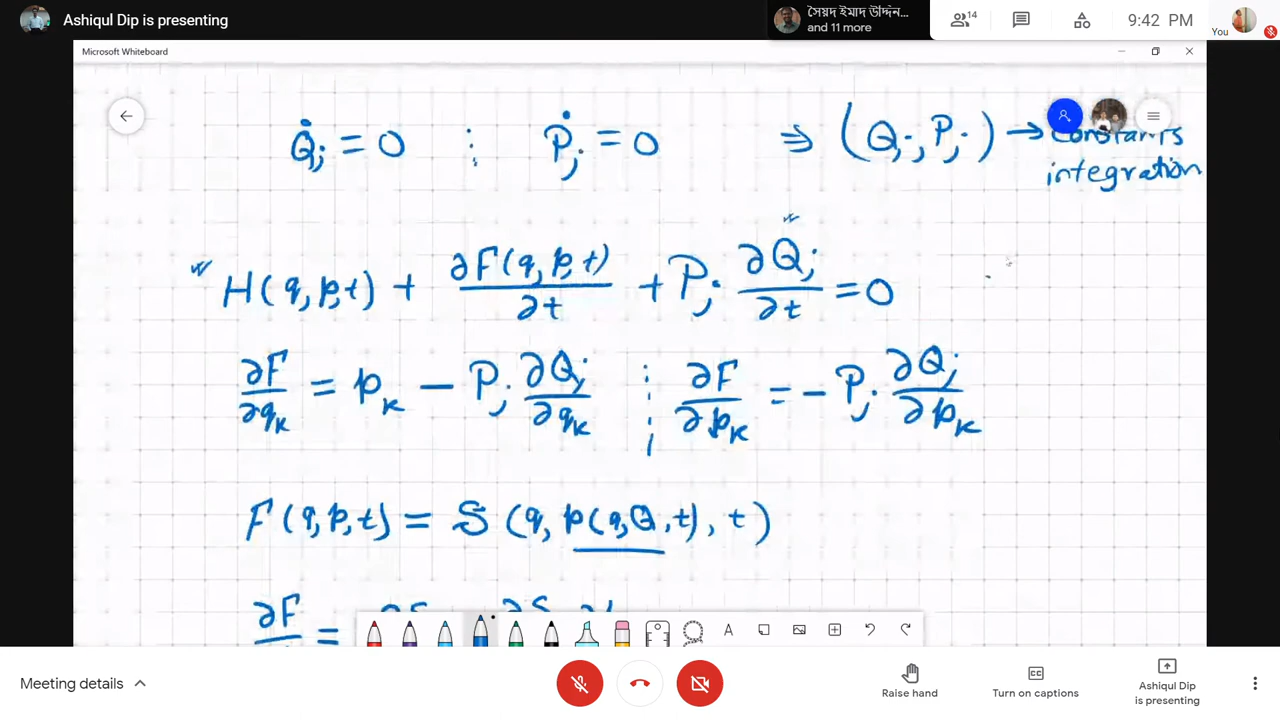 Ashiqul Dip is presenting
সৈয়দ ইমাদ উদ্দিন...
and 11 more
14
9:42 PM
You
Microsoft Whiteboard
Q̇ⱼ = 0 ⋮ Ṗⱼ = 0 ⇒ (Qⱼ, Pⱼ) → Constants
integration
H(q,p,t) + ∂F(q,p,t)/∂t + Pⱼ ∂Qⱼ/∂t = 0
∂F/∂qₖ = pₖ − Pⱼ ∂Qⱼ/∂qₖ ⋮ ∂F/∂pₖ = − Pⱼ ∂Qⱼ/∂pₖ
F(q,p,t) = S(q, p(q,Q,t), t)
∂F = ∂S
A
Meeting details
Raise hand
Turn on captions
Ashiqul Dip
is presenting